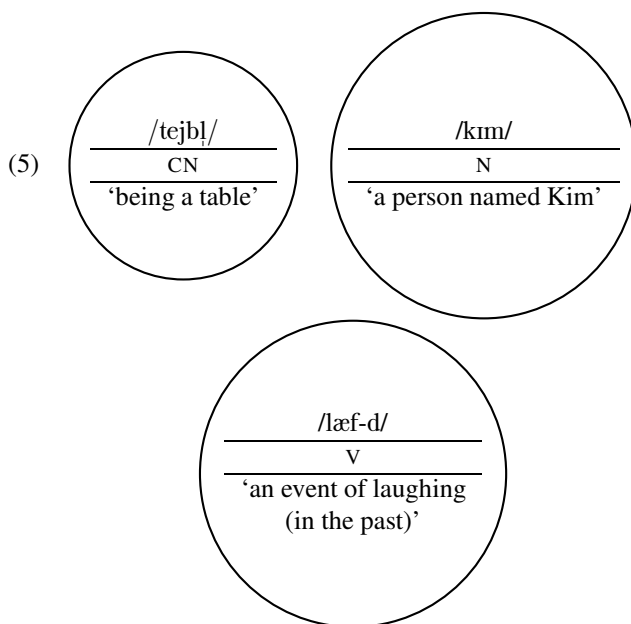 (5)
/tejbl̩/
CN
‘being a table’
/kɪm/
N
‘a person named Kim’
/læf-d/
V
‘an event of laughing
(in the past)’